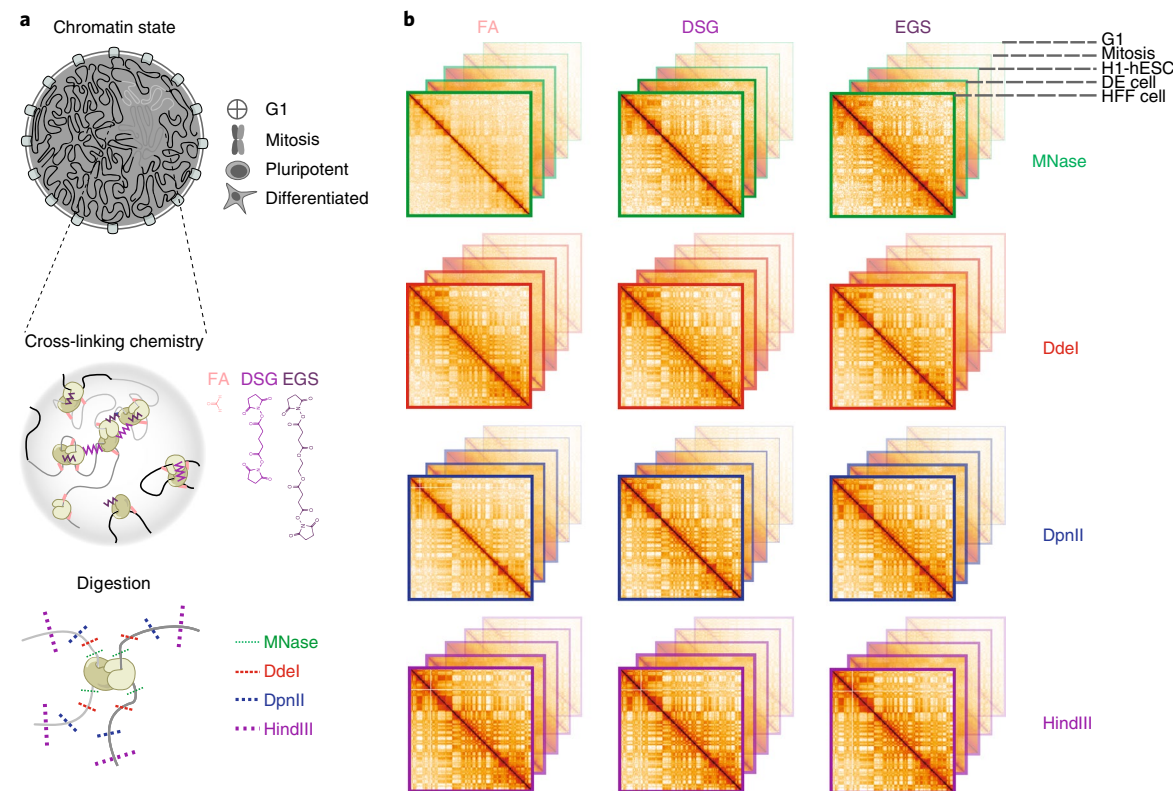 a
Chromatin state
G1
Mitosis
Pluripotent
Differentiated
Cross-linking chemistry
FA DSG EGS
Digestion
MNase
DdeI
DpnII
HindIII
b
FA DSG EGS
G1
Mitosis
H1-hESC
DE cell
HFF cell
MNase
DdeI
DpnII
HindIII